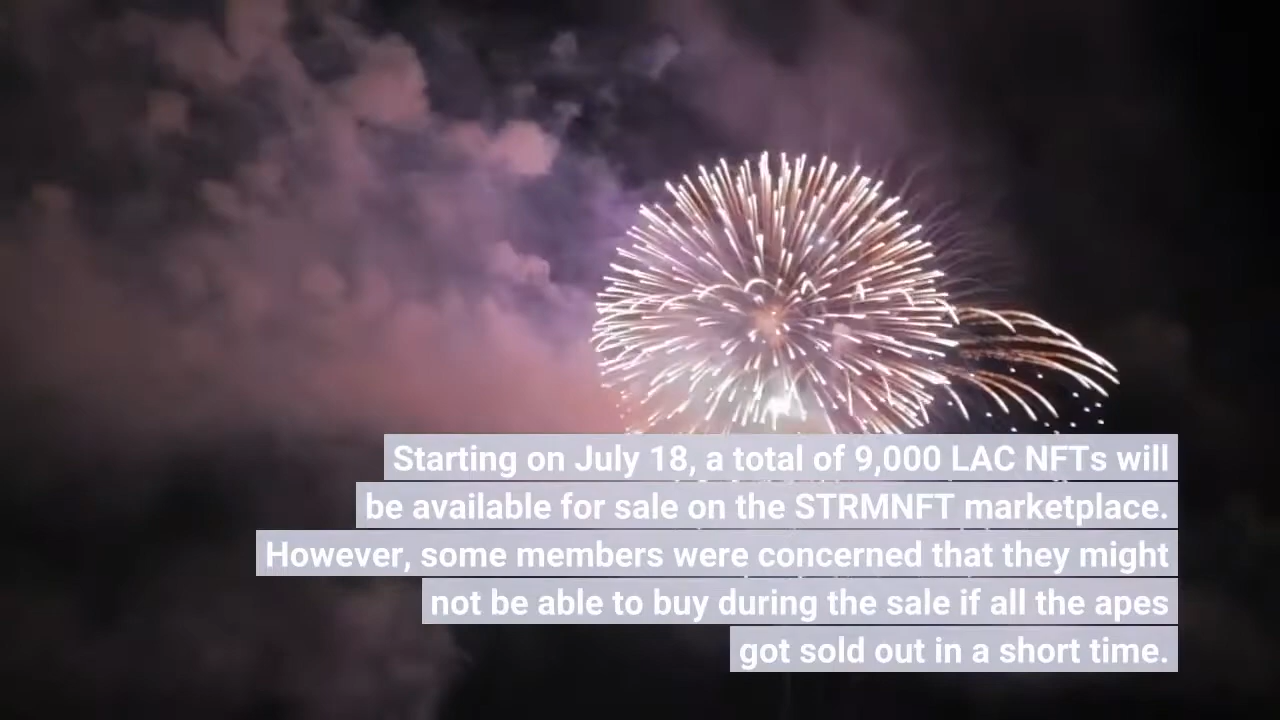 Starting on July 18, a total of 9,000 LAC NFTs will
be available for sale on the STRMNFT marketplace.
However, some members were concerned that they might
not be able to buy during the sale if all the apes
got sold out in a short time.